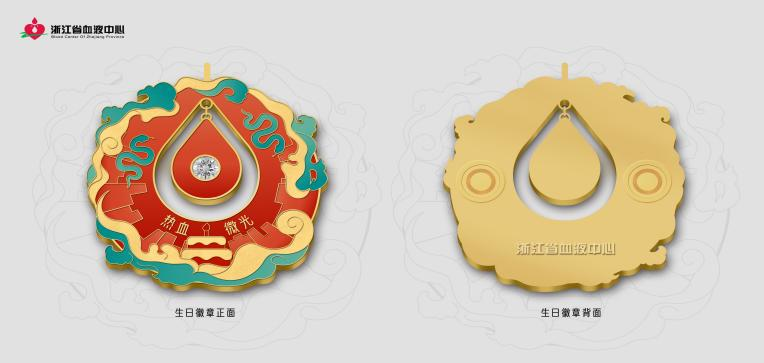 浙江省血液中心
Blood Center Of Zhejiang Province
热血 微光
浙江省血液中心
生日徽章正面
生日徽章背面